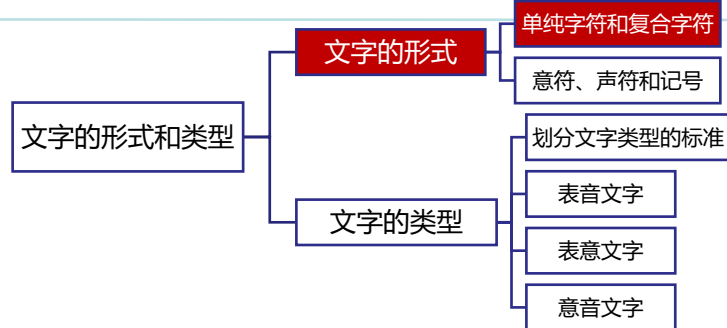 文字的形式和类型
文字的形式
单纯字符和复合字符
意符、声符和记号
文字的类型
划分文字类型的标准
表音文字
表意文字
意音文字